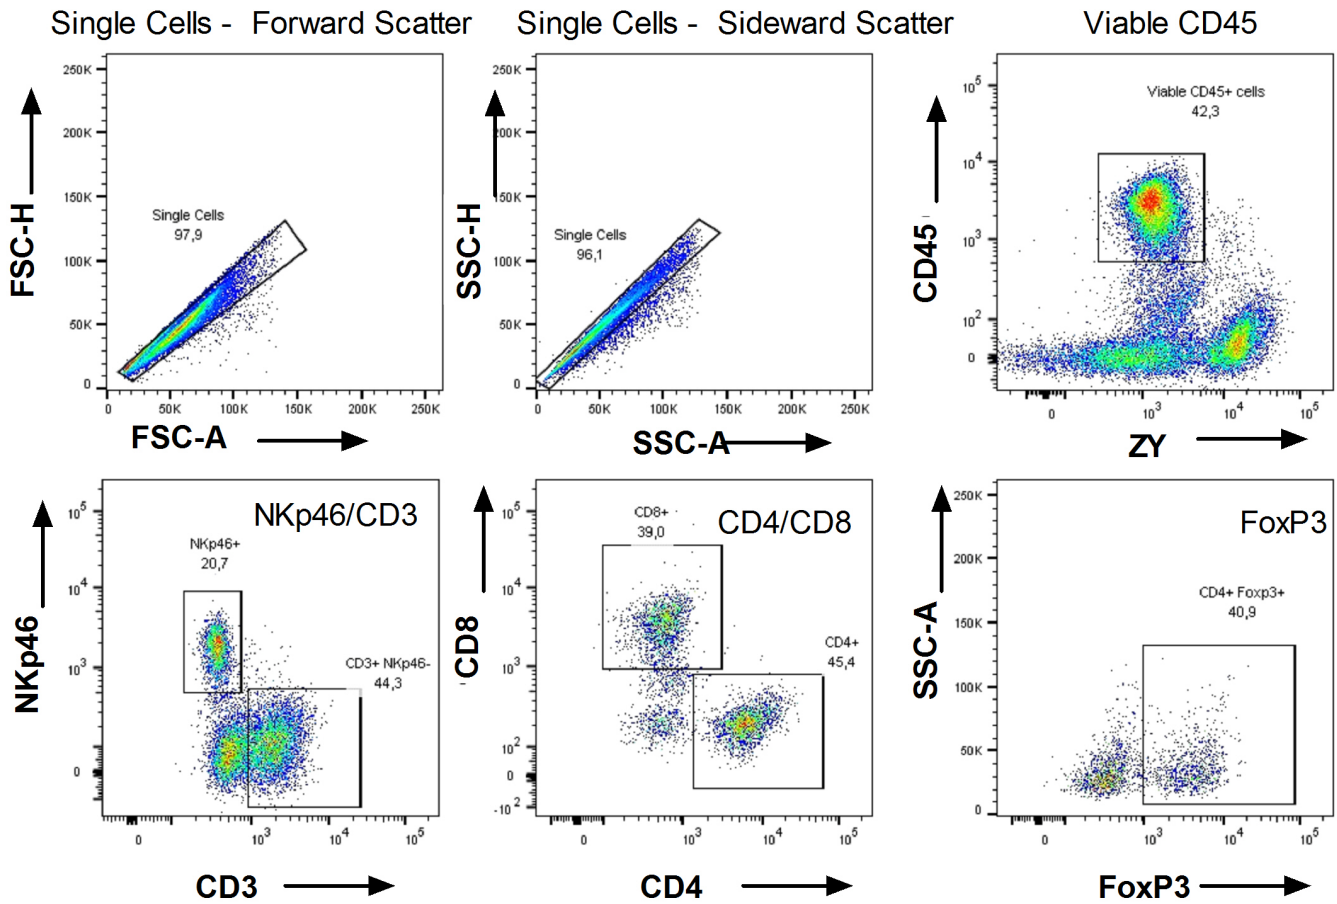 Single Cells - Forward Scatter
Single Cells - Sideward Scatter
Viable CD45
250K
200K
150K
100K
50K
0
Single Cells
97,9
FSC-H
0 50K 100K 150K 200K 250K
FSC-A
250K
200K
150K
100K
50K
0
Single Cells
96,1
SSC-H
0 50K 100K 150K 200K 250K
SSC-A
10^5
10^4
10^3
10^2
0
Viable CD45+ cells
42,3
CD45
0 10^3 10^4 10^5
ZY
NKp46/CD3
10^5
10^4
10^3
0
NKp46+
20,7
CD3+ NKp46-
44,3
NKp46
0 10^3 10^4 10^5
CD3
CD4/CD8
10^5
10^4
10^3
10^2
0
-10^2
CD8+
39,0
CD4+
45,4
CD8
0 10^3 10^4 10^5
CD4
FoxP3
250K
200K
150K
100K
50K
0
CD4+ Foxp3+
40,9
SSC-A
0 10^3 10^4 10^5
FoxP3